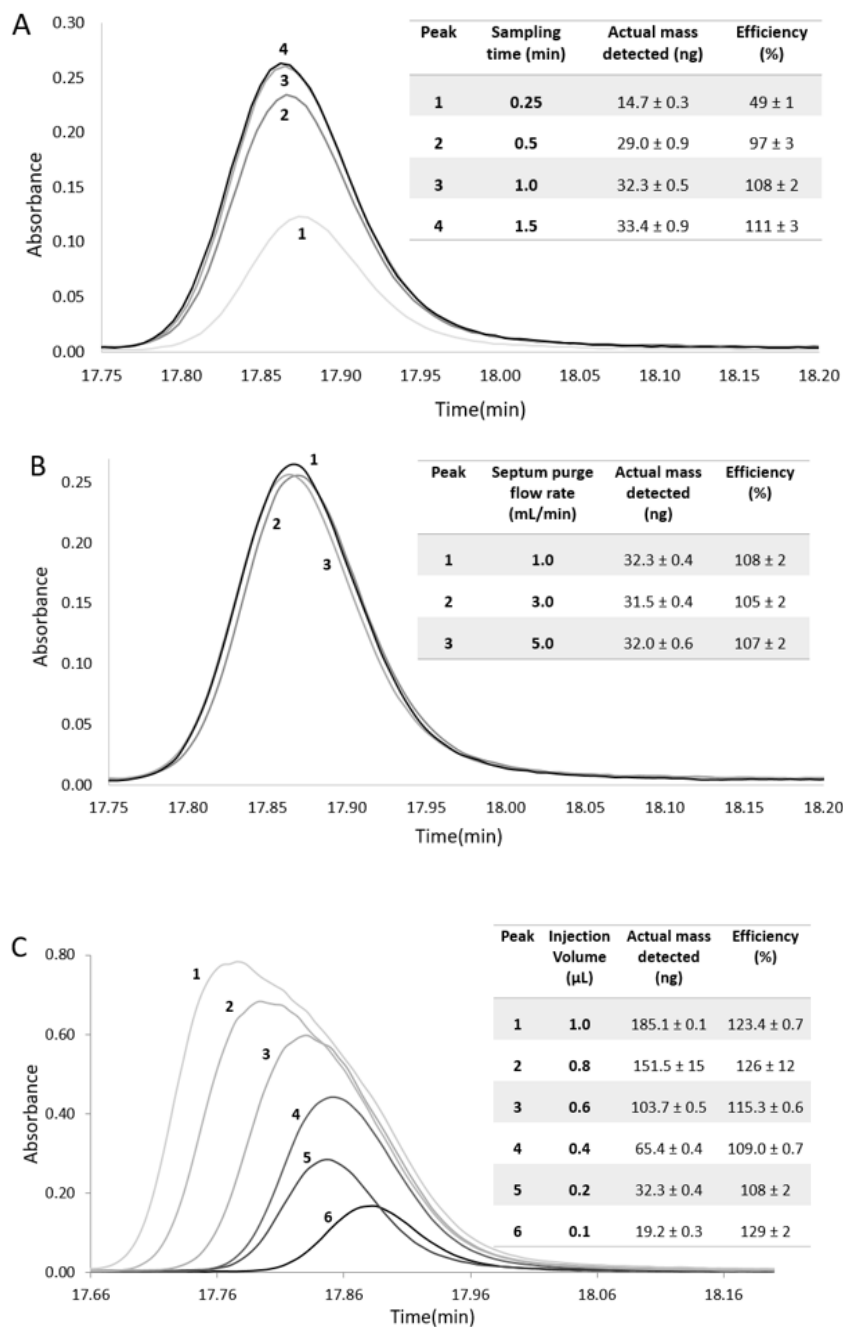 A
0.30
0.25
0.20
0.15
0.10
0.05
0.00
Absorbance
17.75 17.80 17.85 17.90 17.95 18.00 18.05 18.10 18.15 18.20
Time(min)
4
3
2
1
Peak Sampling time (min) Actual mass detected (ng) Efficiency (%)
1 0.25 14.7 ± 0.3 49 ± 1
2 0.5 29.0 ± 0.9 97 ± 3
3 1.0 32.3 ± 0.5 108 ± 2
4 1.5 33.4 ± 0.9 111 ± 3
B
0.25
0.20
0.15
0.10
0.05
0.00
Absorbance
17.75 17.80 17.85 17.90 17.95 18.00 18.05 18.10 18.15 18.20
Time(min)
1
2
3
Peak Septum purge flow rate (mL/min) Actual mass detected (ng) Efficiency (%)
1 1.0 32.3 ± 0.4 108 ± 2
2 3.0 31.5 ± 0.4 105 ± 2
3 5.0 32.0 ± 0.6 107 ± 2
C
0.80
0.60
0.40
0.20
0.00
Absorbance
17.66 17.76 17.86 17.96 18.06 18.16
Time(min)
1
2
3
4
5
6
Peak Injection Volume (µL) Actual mass detected (ng) Efficiency (%)
1 1.0 185.1 ± 0.1 123.4 ± 0.7
2 0.8 151.5 ± 15 126 ± 12
3 0.6 103.7 ± 0.5 115.3 ± 0.6
4 0.4 65.4 ± 0.4 109.0 ± 0.7
5 0.2 32.3 ± 0.4 108 ± 2
6 0.1 19.2 ± 0.3 129 ± 2